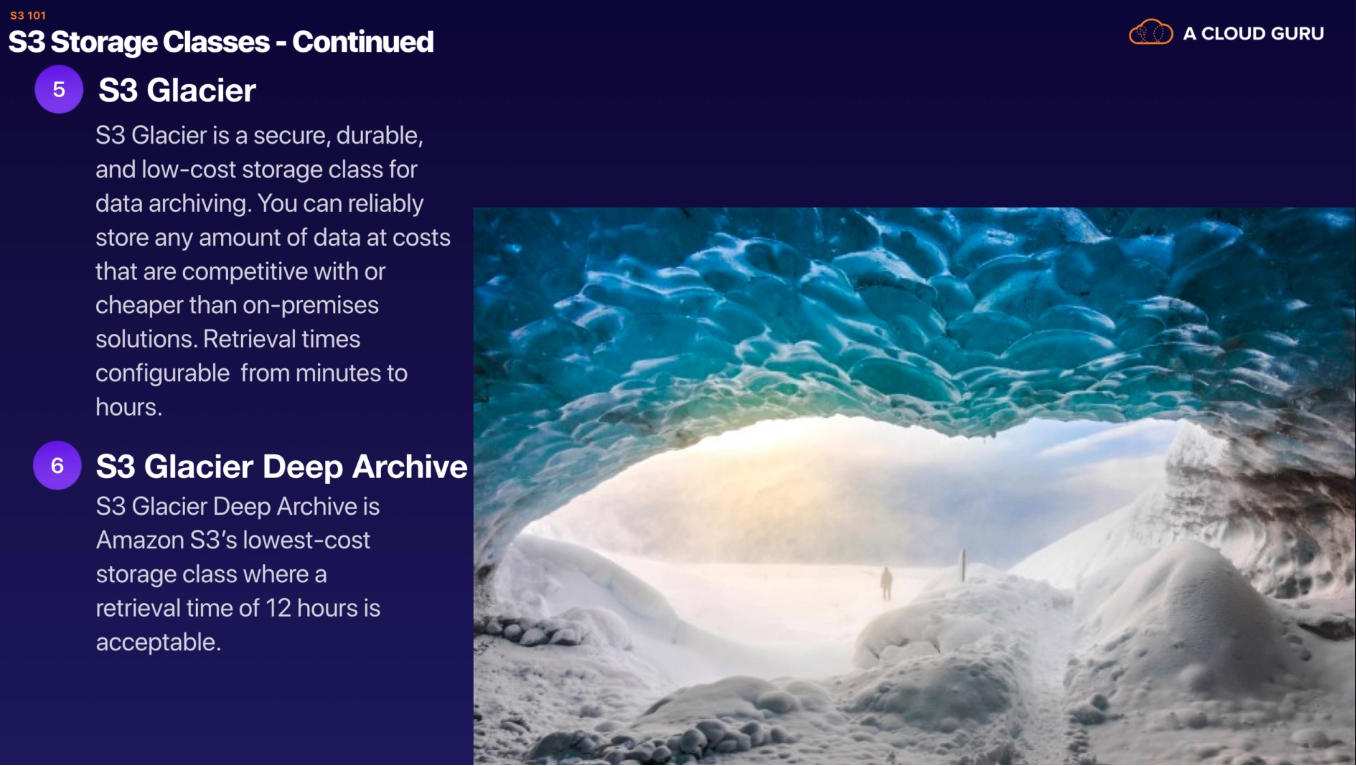 S3 101
S3 Storage Classes - Continued
A CLOUD GURU
5
S3 Glacier
S3 Glacier is a secure, durable,
and low-cost storage class for
data archiving. You can reliably
store any amount of data at costs
that are competitive with or
cheaper than on-premises
solutions. Retrieval times
configurable  from minutes to
hours.
6
S3 Glacier Deep Archive
S3 Glacier Deep Archive is
Amazon S3’s lowest-cost
storage class where a
retrieval time of 12 hours is
acceptable.